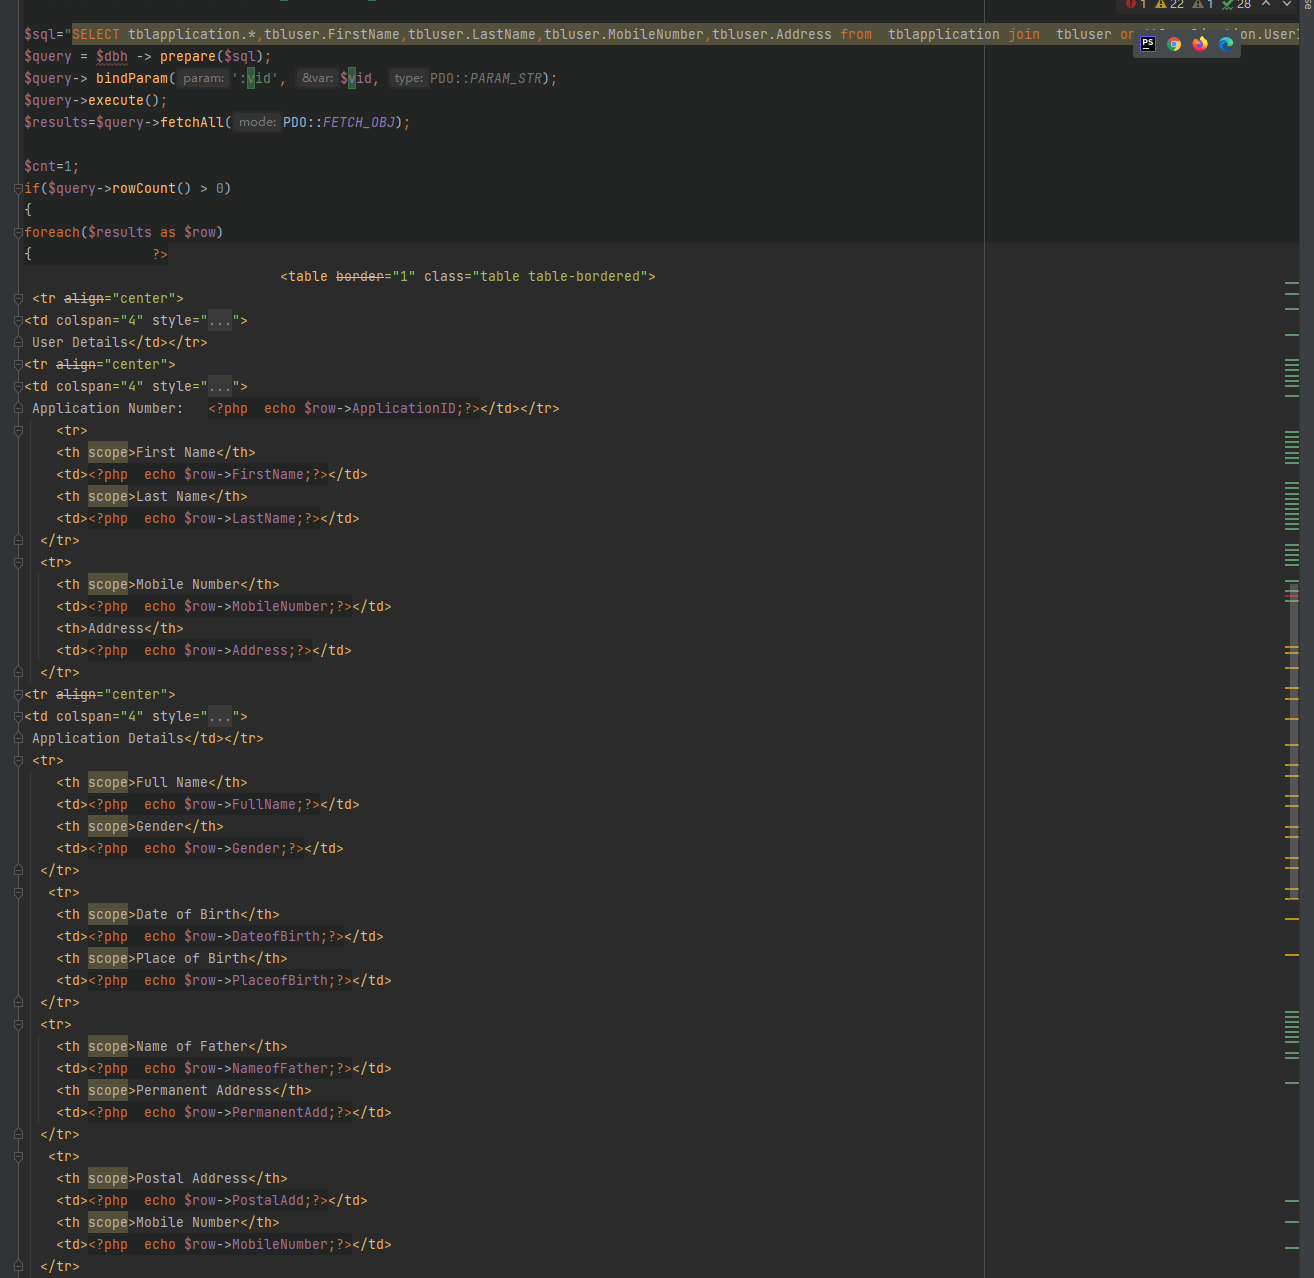 1 22 1 28
$sql="SELECT tblapplication.*,tbluser.FirstName,tbluser.LastName,tbluser.MobileNumber,tbluser.Address from  tblapplication join  tbluser on
$query = $dbh -> prepare($sql);
$query-> bindParam( param: ':vid',  &var: $vid,  type: PDO::PARAM_STR);
$query->execute();
$results=$query->fetchAll( mode: PDO::FETCH_OBJ);
$cnt=1;
if($query->rowCount() > 0)
{
foreach($results as $row)
{               ?>
<table border="1" class="table table-bordered">
<tr align="center">
<td colspan="4" style="...">
User Details</td></tr>
<tr align="center">
<td colspan="4" style="...">
Application Number:   <?php  echo $row->ApplicationID;?></td></tr>
<tr>
<th scope>First Name</th>
<td><?php  echo $row->FirstName;?></td>
<th scope>Last Name</th>
<td><?php  echo $row->LastName;?></td>
</tr>
<tr>
<th scope>Mobile Number</th>
<td><?php  echo $row->MobileNumber;?></td>
<th>Address</th>
<td><?php  echo $row->Address;?></td>
</tr>
<tr align="center">
<td colspan="4" style="...">
Application Details</td></tr>
<tr>
<th scope>Full Name</th>
<td><?php  echo $row->FullName;?></td>
<th scope>Gender</th>
<td><?php  echo $row->Gender;?></td>
</tr>
<tr>
<th scope>Date of Birth</th>
<td><?php  echo $row->DateofBirth;?></td>
<th scope>Place of Birth</th>
<td><?php  echo $row->PlaceofBirth;?></td>
</tr>
<tr>
<th scope>Name of Father</th>
<td><?php  echo $row->NameofFather;?></td>
<th scope>Permanent Address</th>
<td><?php  echo $row->PermanentAdd;?></td>
</tr>
<tr>
<th scope>Postal Address</th>
<td><?php  echo $row->PostalAdd;?></td>
<th scope>Mobile Number</th>
<td><?php  echo $row->MobileNumber;?></td>
</tr>